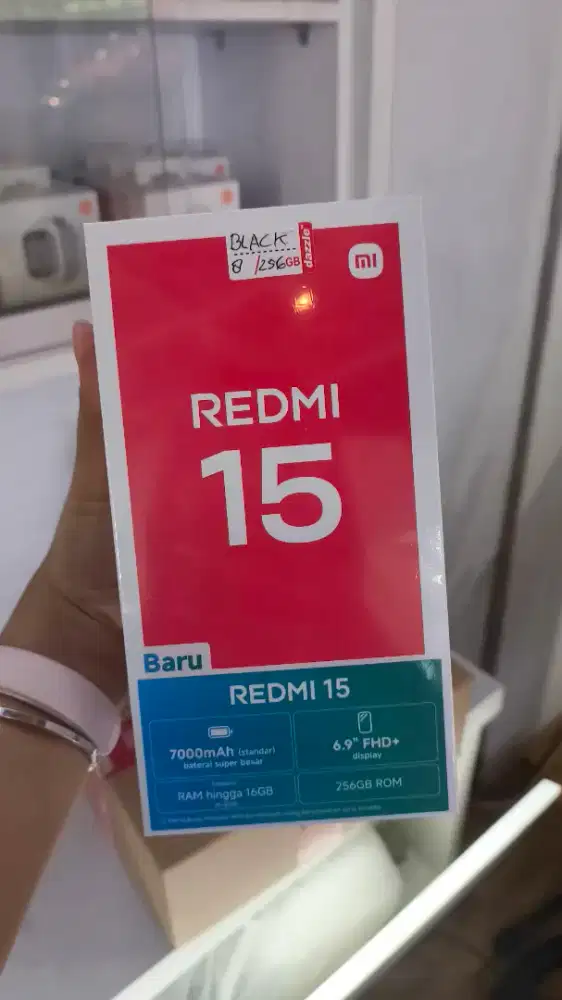 BLACK
8 /256GB
dazzle
mi
REDMI
15
Baru
REDMI 15
7000mAh (standar)
baterai super besar
6.9" FHD+
display
RAM hingga 16GB
256GB ROM